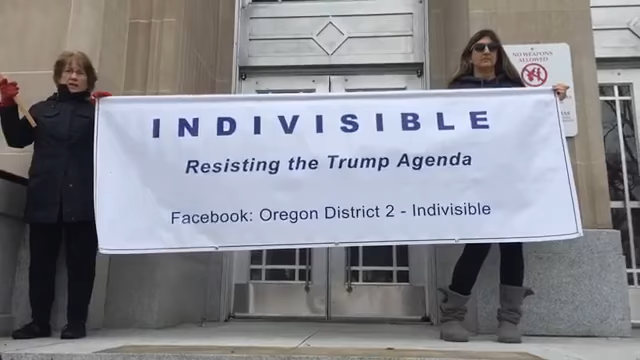 INDIVISIBLE
Resisting the Trump Agenda
Facebook: Oregon District 2 - Indivisible
NO WEAPONS
ALLOWED